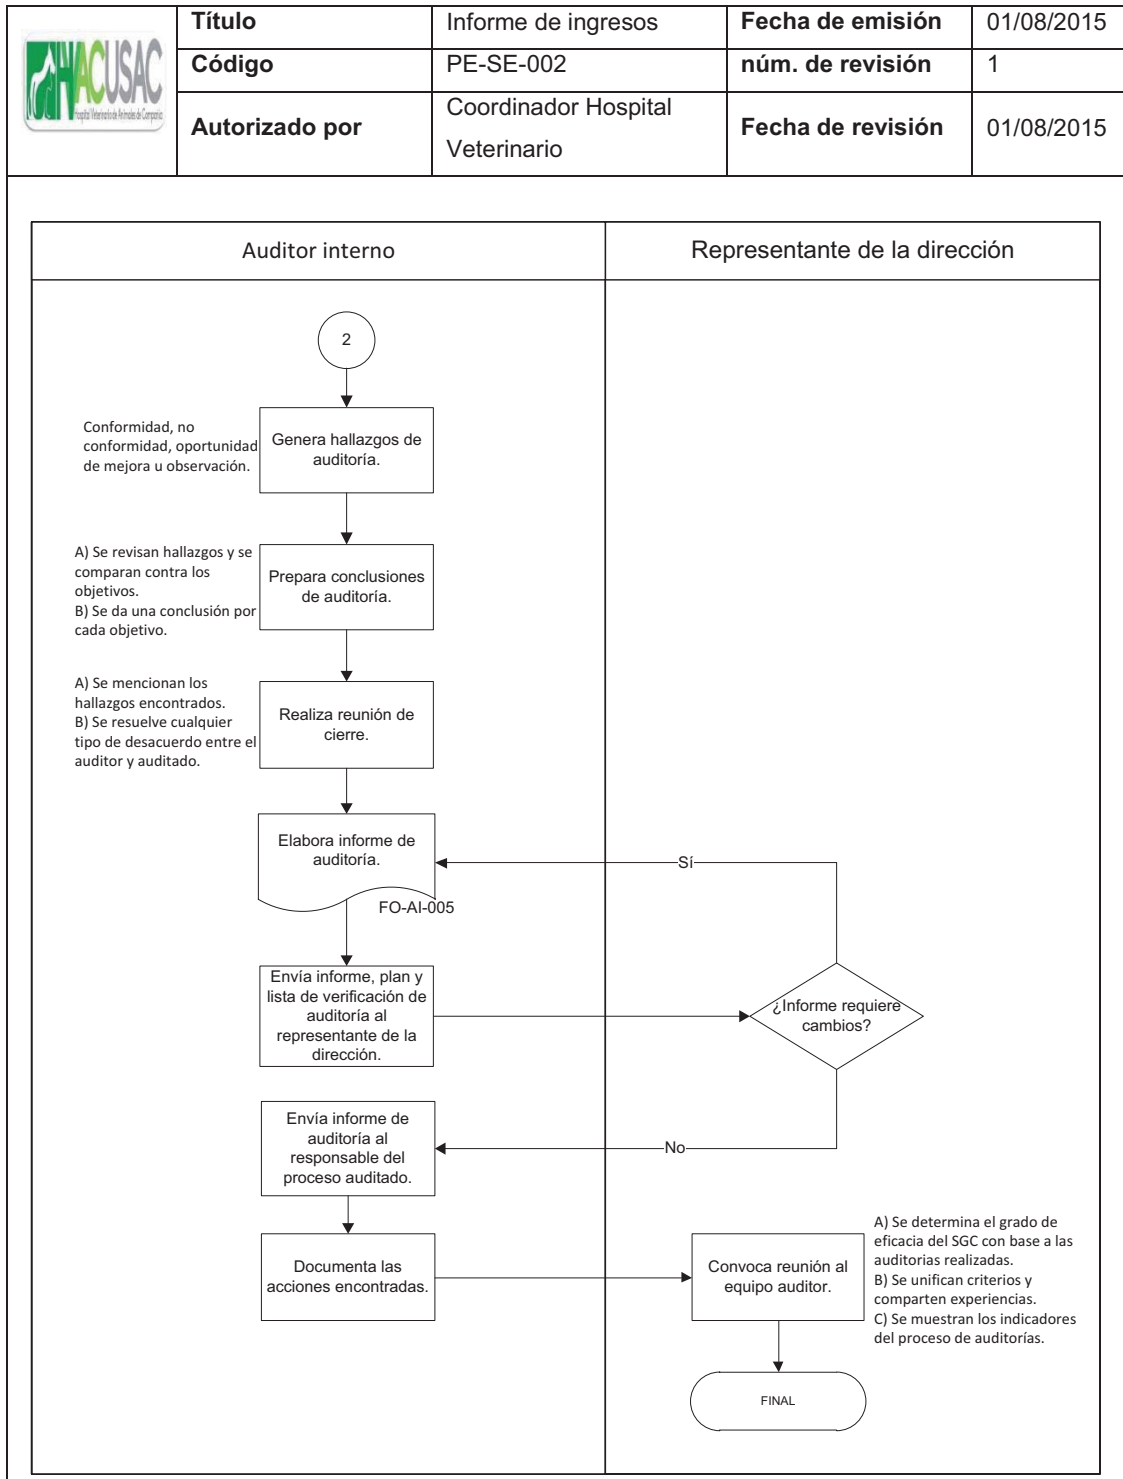 HVACUSAC
Hospital Veterinario de Animales de Compañía
Título
Informe de ingresos
Fecha de emisión
01/08/2015
Código
PE-SE-002
núm. de revisión
1
Autorizado por
Coordinador Hospital
Veterinario
Fecha de revisión
01/08/2015
Auditor interno
Representante de la dirección
2
Conformidad, no
conformidad, oportunidad
de mejora u observación.
Genera hallazgos de
auditoría.
A) Se revisan hallazgos y se
comparan contra los
objetivos.
B) Se da una conclusión por
cada objetivo.
Prepara conclusiones
de auditoría.
A) Se mencionan los
hallazgos encontrados.
B) Se resuelve cualquier
tipo de desacuerdo entre el
auditor y auditado.
Realiza reunión de
cierre.
Elabora informe de
auditoría.
Sí
FO-AI-005
Envía informe, plan y
lista de verificación de
auditoría al
representante de la
dirección.
¿Informe requiere
cambios?
Envía informe de
auditoría al
responsable del
proceso auditado.
No
Documenta las
acciones encontradas.
Convoca reunión al
equipo auditor.
A) Se determina el grado de
eficacia del SGC con base a las
auditorias realizadas.
B) Se unifican criterios y
comparten experiencias.
C) Se muestran los indicadores
del proceso de auditorías.
FINAL